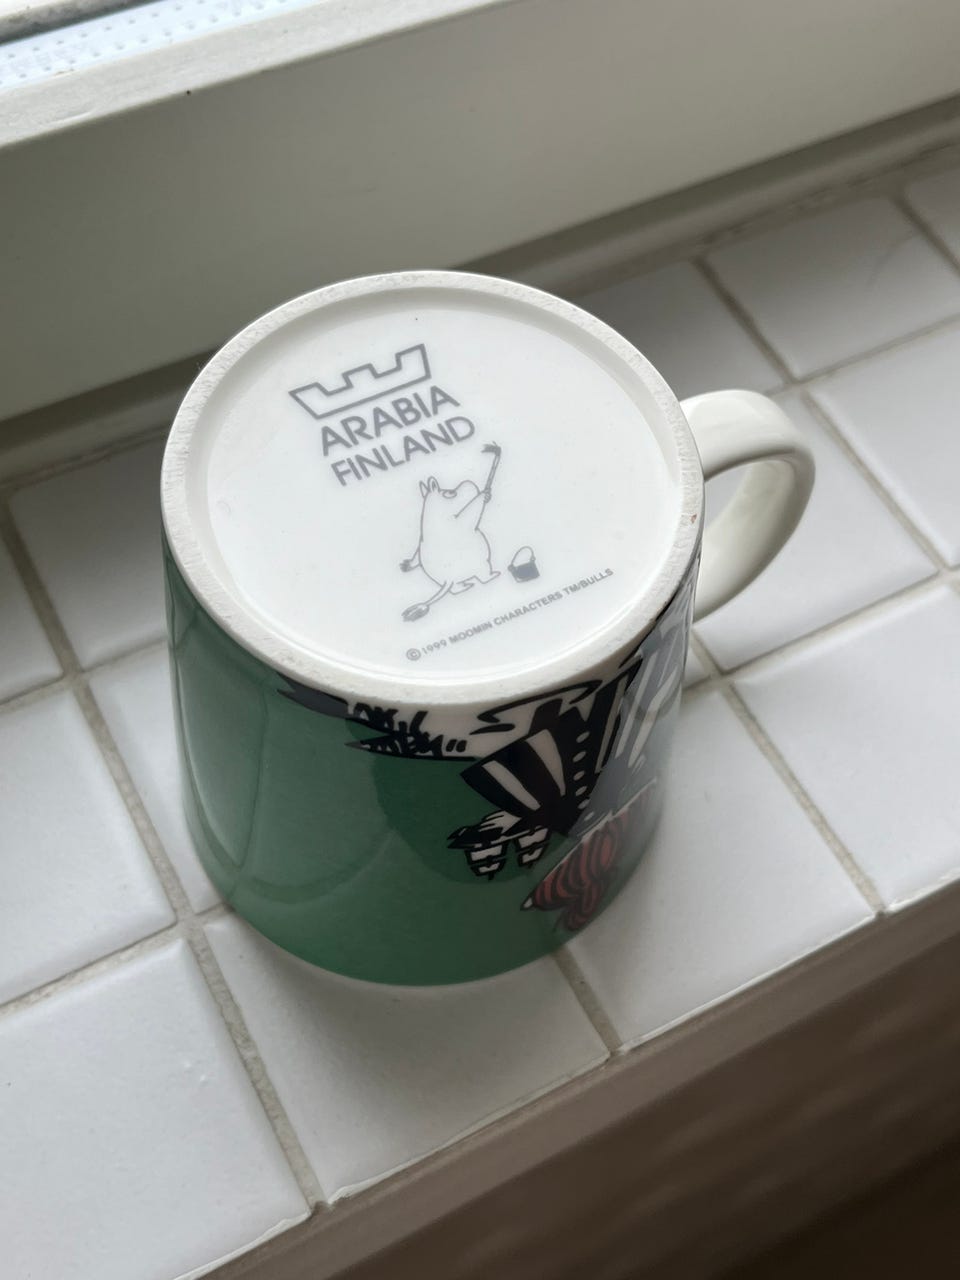 ARABIA
FINLAND
© 1999 MOOMIN CHARACTERS TM/BULLS